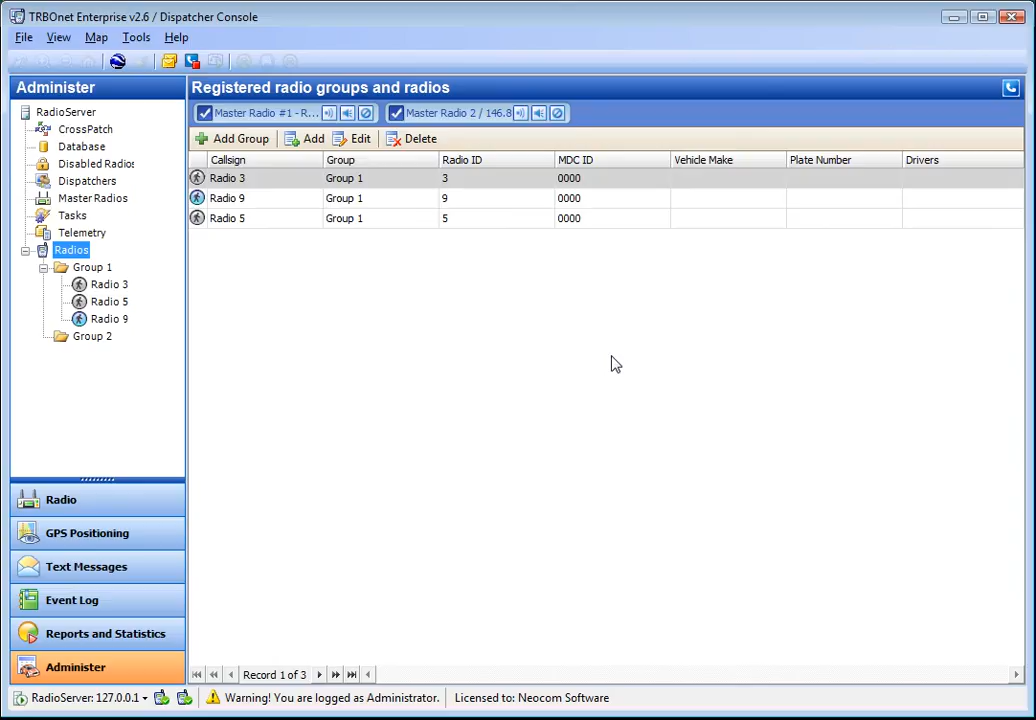 TRBOnet Enterprise v2.6 / Dispatcher Console
File View Map Tools Help
Administer
Registered radio groups and radios
RadioServer
CrossPatch
Database
Disabled Radios
Dispatchers
Master Radios
Tasks
Telemetry
Radios
Group 1
Radio 3
Radio 5
Radio 9
Group 2
Master Radio #1 - R... Master Radio 2 / 146.8
Add Group Add Edit Delete
Callsign Group Radio ID MDC ID Vehicle Make Plate Number Drivers
Radio 3 Group 1 3 0000
Radio 9 Group 1 9 0000
Radio 5 Group 1 5 0000
Radio
GPS Positioning
Text Messages
Event Log
Reports and Statistics
Administer
Record 1 of 3
RadioServer: 127.0.0.1 Warning! You are logged as Administrator. Licensed to: Neocom Software